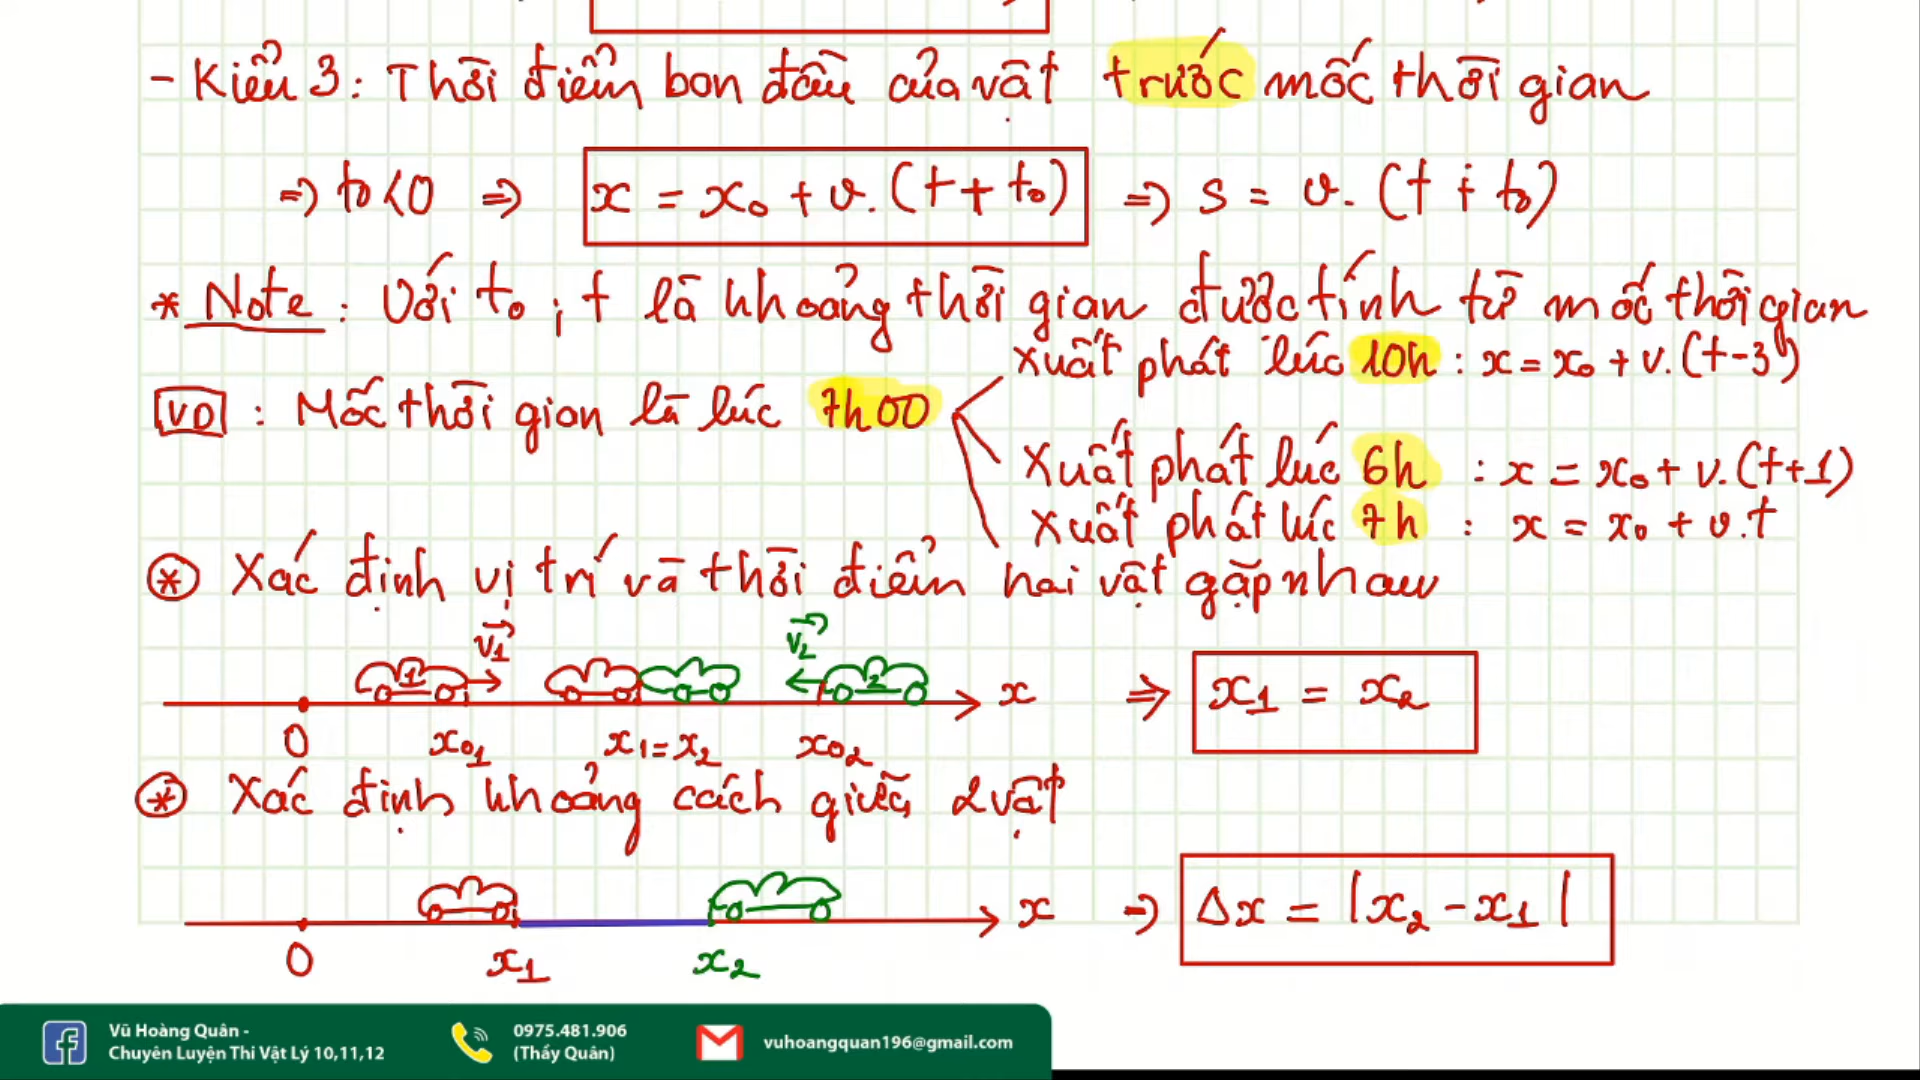 - Kiểu 3: Thời điểm ban đầu của vật trước mốc thời gian
=> t₀<0 => x = x₀ + v.(t + t₀) => s = v.(t + t₀)
* Note: Với t₀; t là khoảng thời gian được tính từ mốc thời gian
Xuất phát lúc 10h : x = x₀ + v.(t-3)
VD : Mốc thời gian là lúc 7h00
Xuất phát lúc 6h : x = x₀ + v.(t+1)
Xuất phát lúc 7h : x = x₀ + v.t
* Xác định vị trí và thời điểm hai vật gặp nhau
v₁ v₂
1 2 x => x₁ = x₂
0 x₀₁ x₁=x₂ x₀₂
* Xác định khoảng cách giữa 2 vật
x => Δx = |x₂ - x₁|
0 x₁ x₂
Vũ Hoàng Quân -
Chuyên Luyện Thi Vật Lý 10,11,12
0975.481.906
(Thầy Quân)
vuhoangquan196@gmail.com